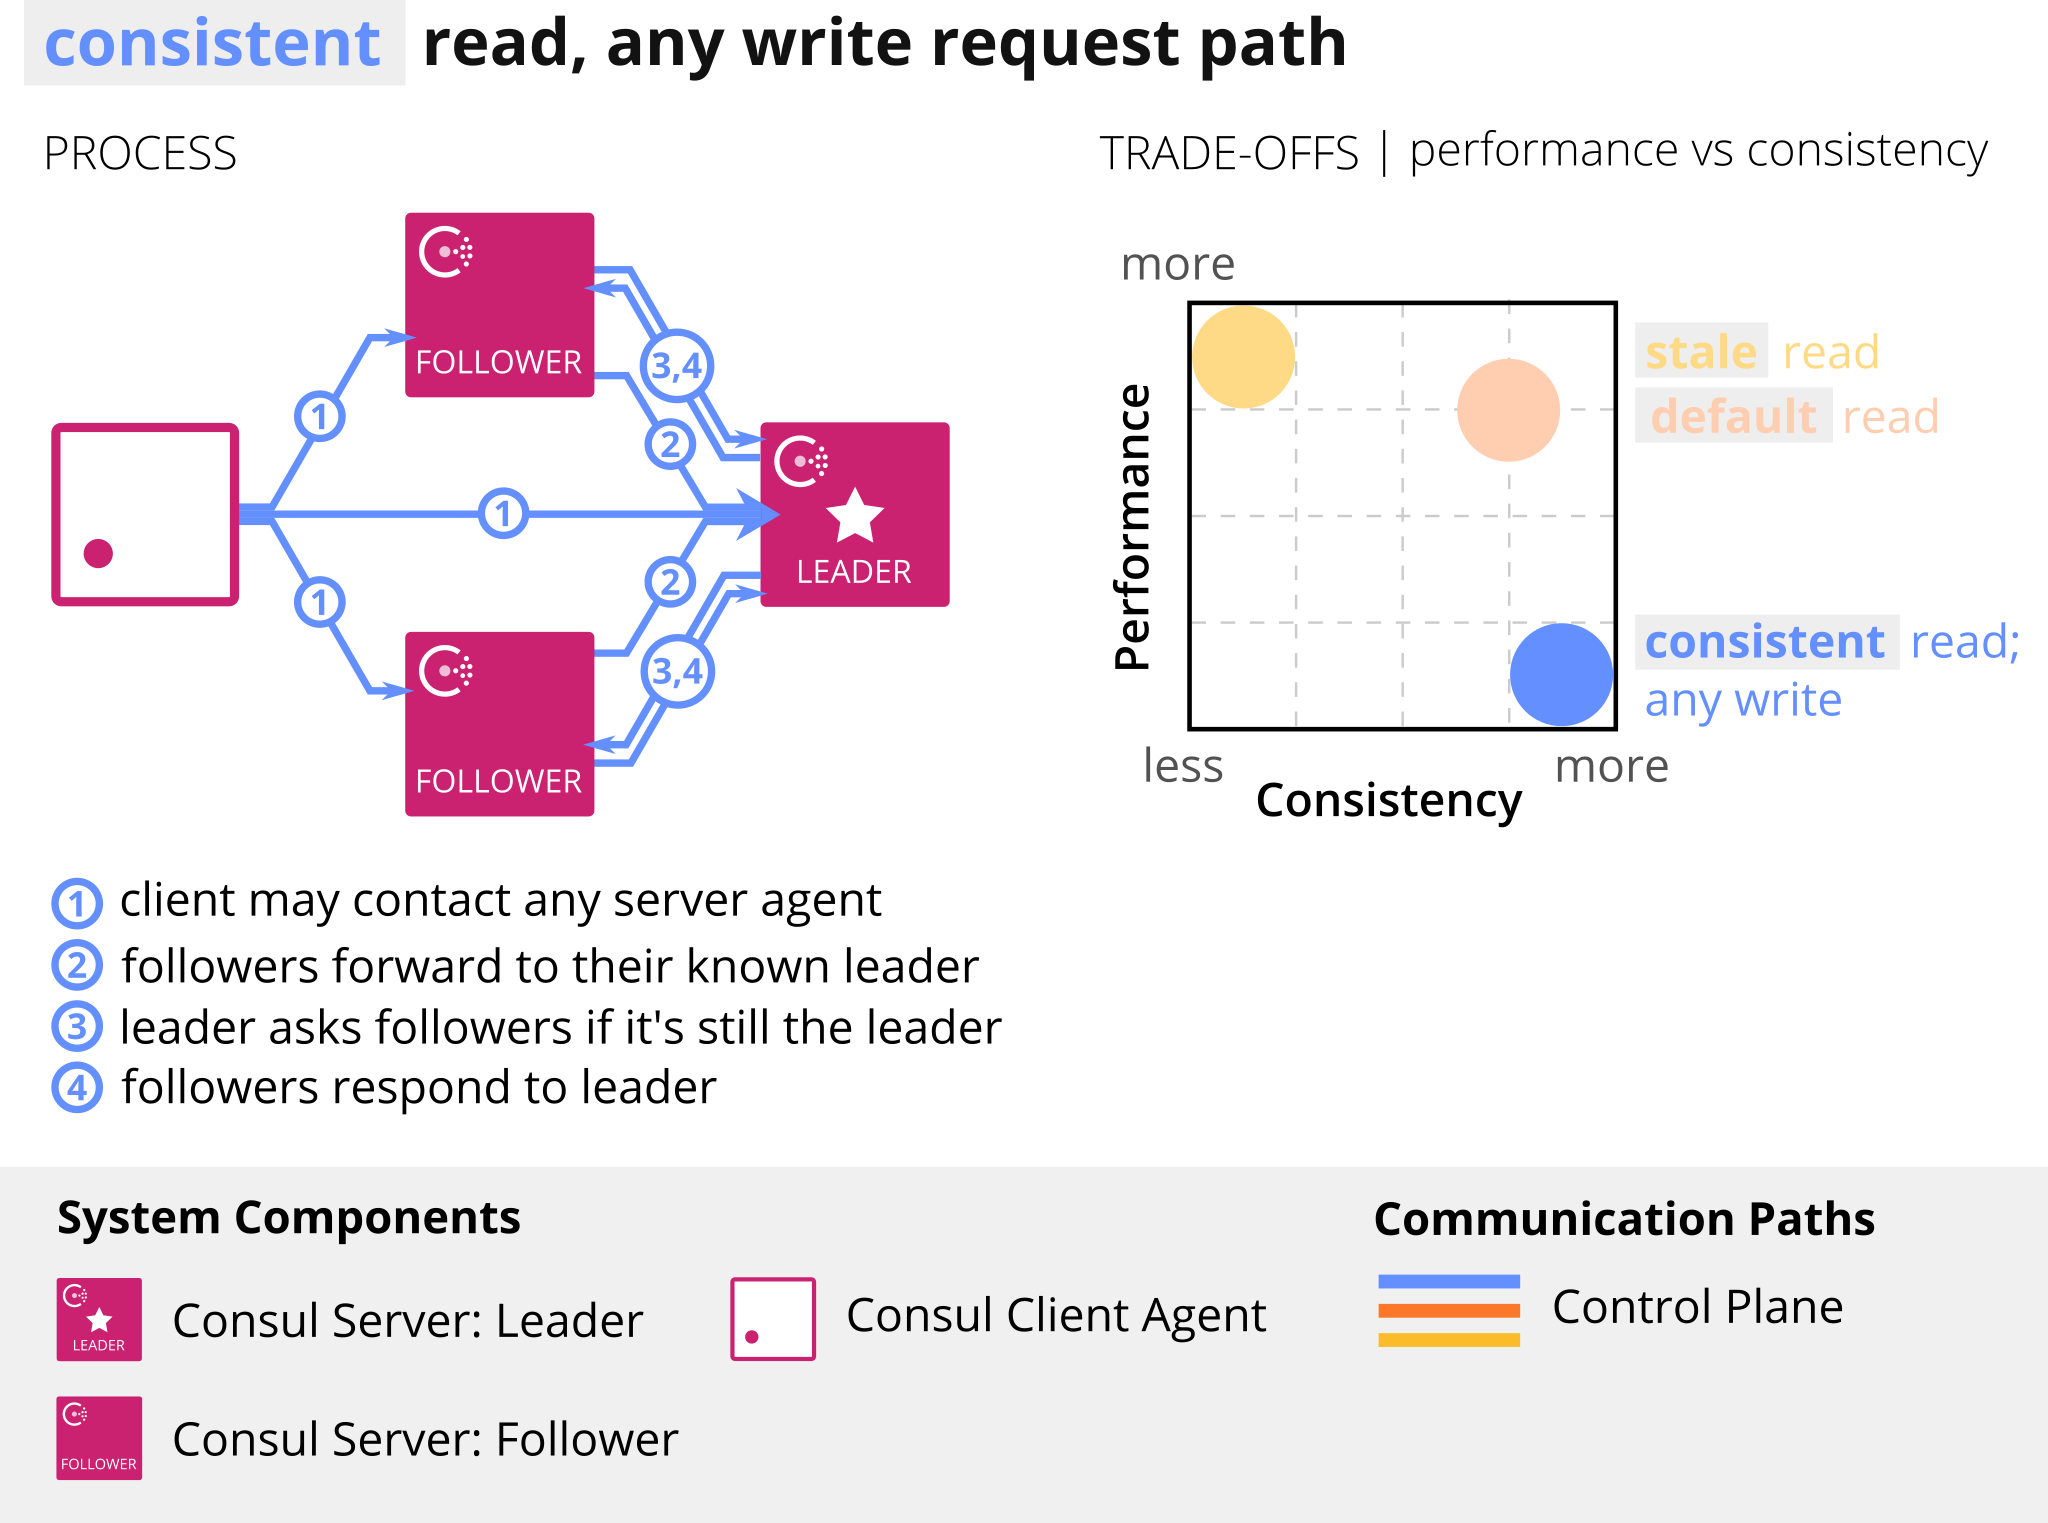 consistent read, any write request path
PROCESS
FOLLOWER
3,4
1
2
1
LEADER
1
2
3,4
FOLLOWER
1 client may contact any server agent
2 followers forward to their known leader
3 leader asks followers if it's still the leader
4 followers respond to leader
TRADE-OFFS | performance vs consistency
more
Performance
stale read
default read
consistent read;
any write
less
more
Consistency
System Components
LEADER
Consul Server: Leader
Consul Client Agent
FOLLOWER
Consul Server: Follower
Communication Paths
Control Plane